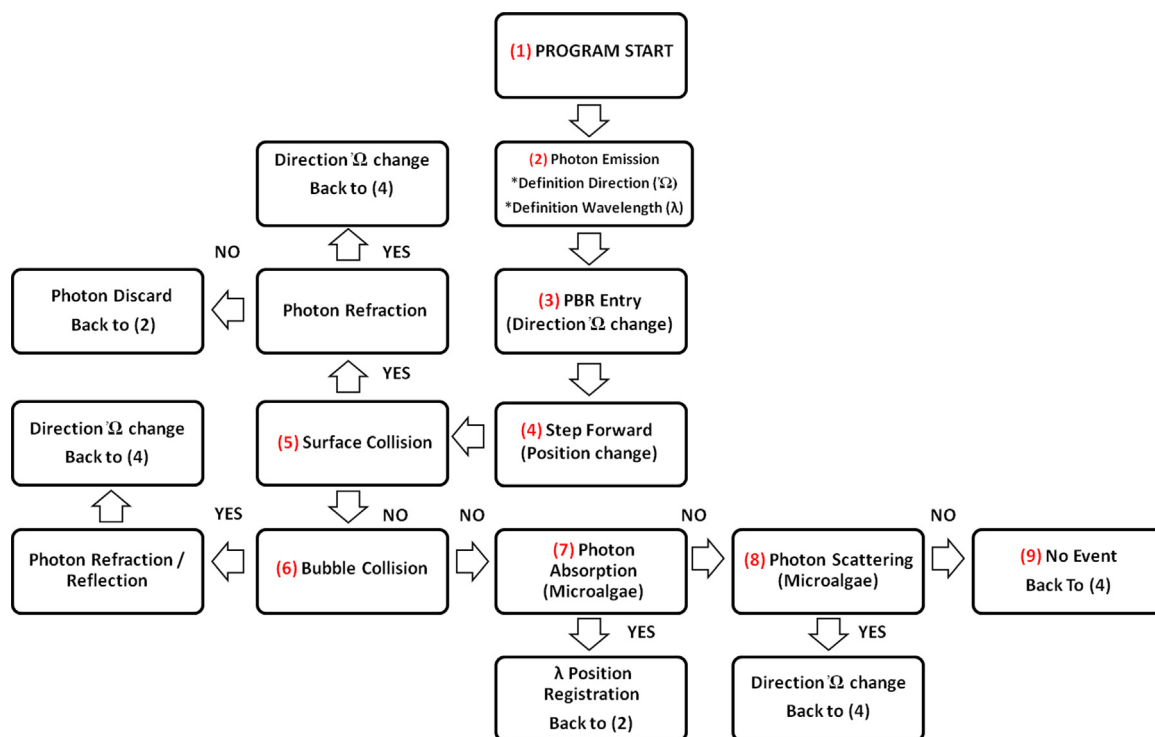 (1) PROGRAM START
(2) Photon Emission
*Definition Direction (Ώ)
*Definition Wavelength (λ)
Direction Ώ change
Back to (4)
NO
YES
Photon Discard
Back to (2)
Photon Refraction
(3) PBR Entry
(Direction Ώ change)
YES
Direction Ώ change
Back to (4)
(5) Surface Collision
(4) Step Forward
(Position change)
YES
NO
NO
NO
NO
Photon Refraction /
Reflection
(6) Bubble Collision
(7) Photon
Absorption
(Microalgae)
(8) Photon Scattering
(Microalgae)
(9) No Event
Back To (4)
YES
YES
λ Position
Registration
Back to (2)
Direction Ώ change
Back to (4)